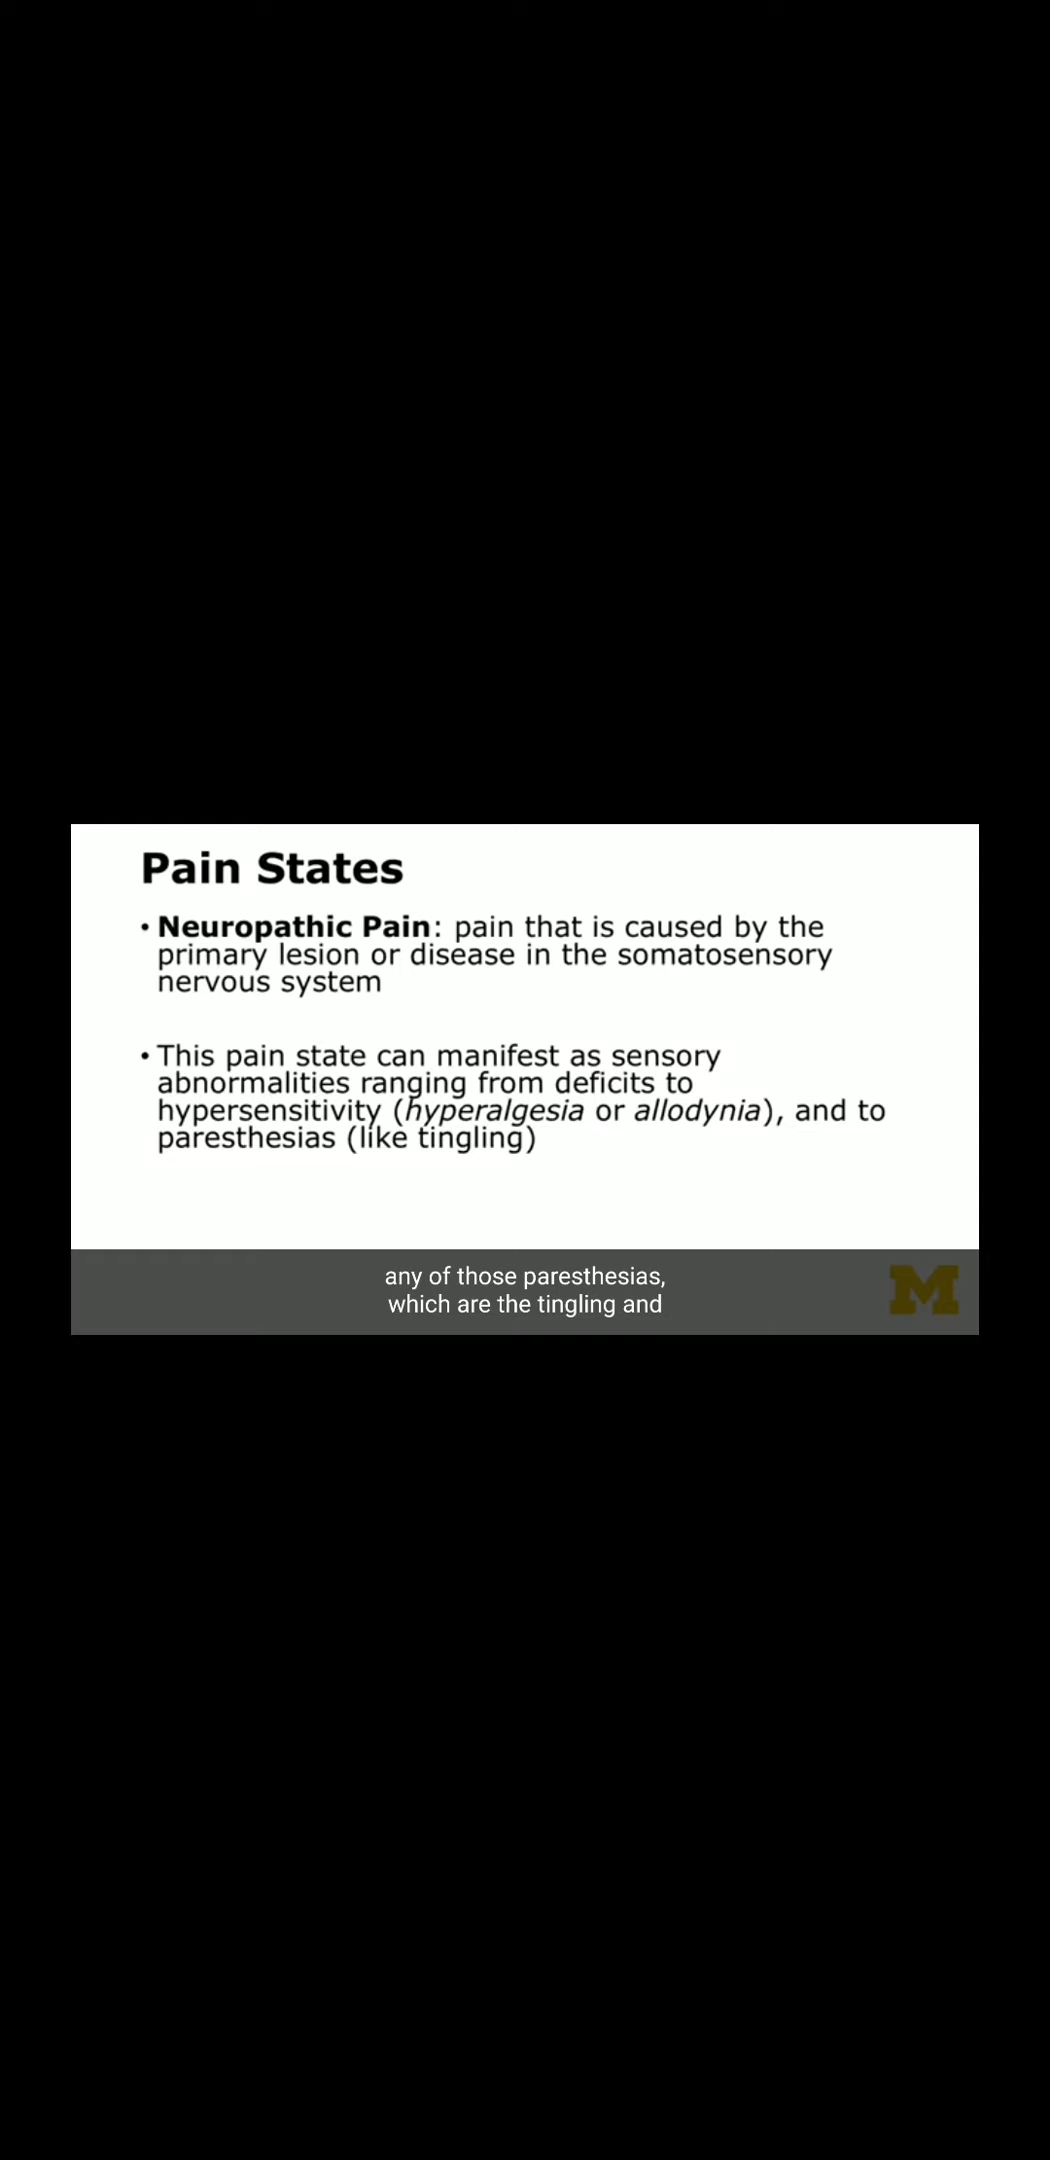 Pain States
• Neuropathic Pain: pain that is caused by the
primary lesion or disease in the somatosensory
nervous system
• This pain state can manifest as sensory
abnormalities ranging from deficits to
hypersensitivity (hyperalgesia or allodynia), and to
paresthesias (like tingling)
any of those paresthesias,
which are the tingling and
M